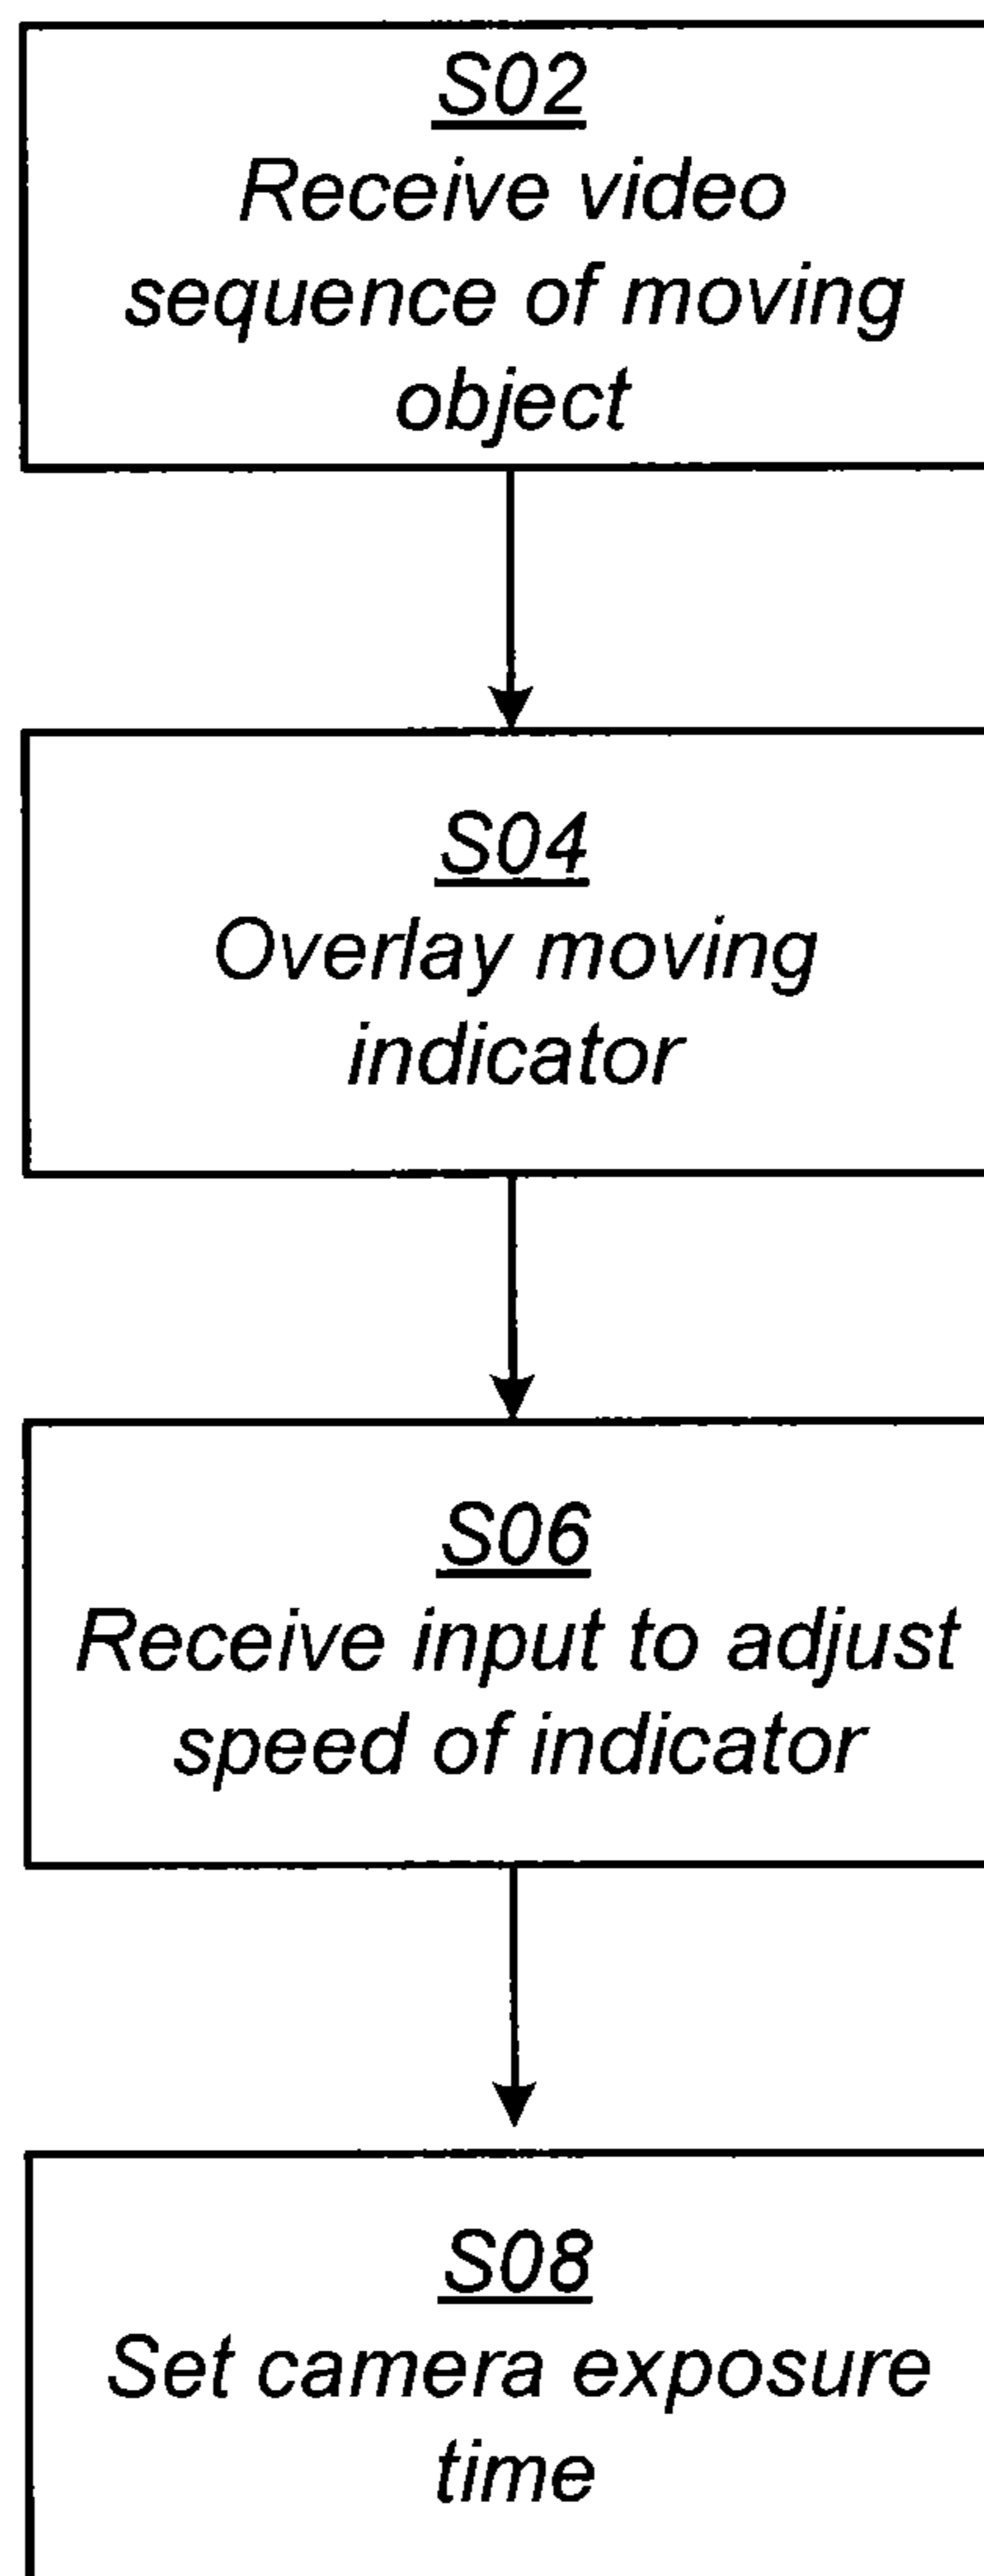 S02
Receive video
sequence of moving
object
S04
Overlay moving
indicator
S06
Receive input to adjust
speed of indicator
S08
Set camera exposure
time